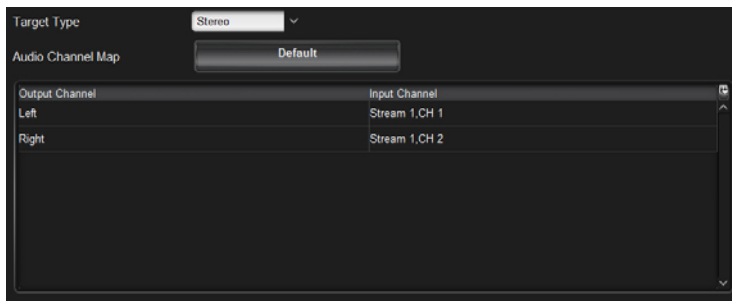 Target Type Stereo
Audio Channel Map Default
Output Channel Input Channel
Left Stream 1,CH 1
Right Stream 1,CH 2